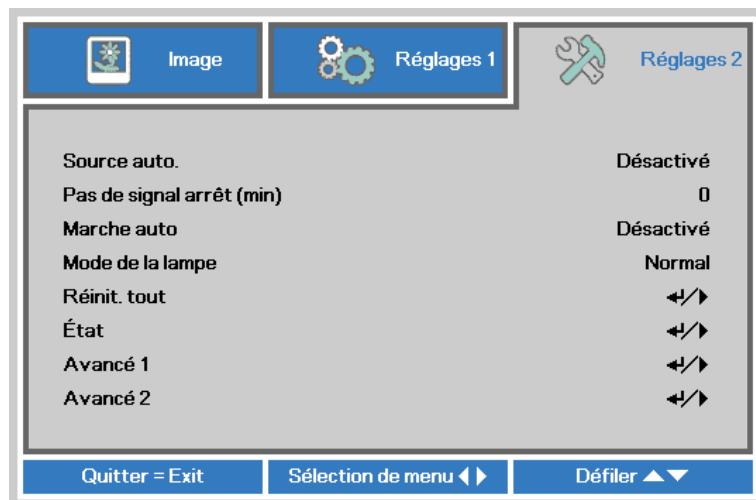 Image
Réglages 1
Réglages 2
Source auto. Désactivé
Pas de signal arrêt (min) 0
Marche auto Désactivé
Mode de la lampe Normal
Réinit. tout
État
Avancé 1
Avancé 2
Quitter = Exit
Sélection de menu
Défiler